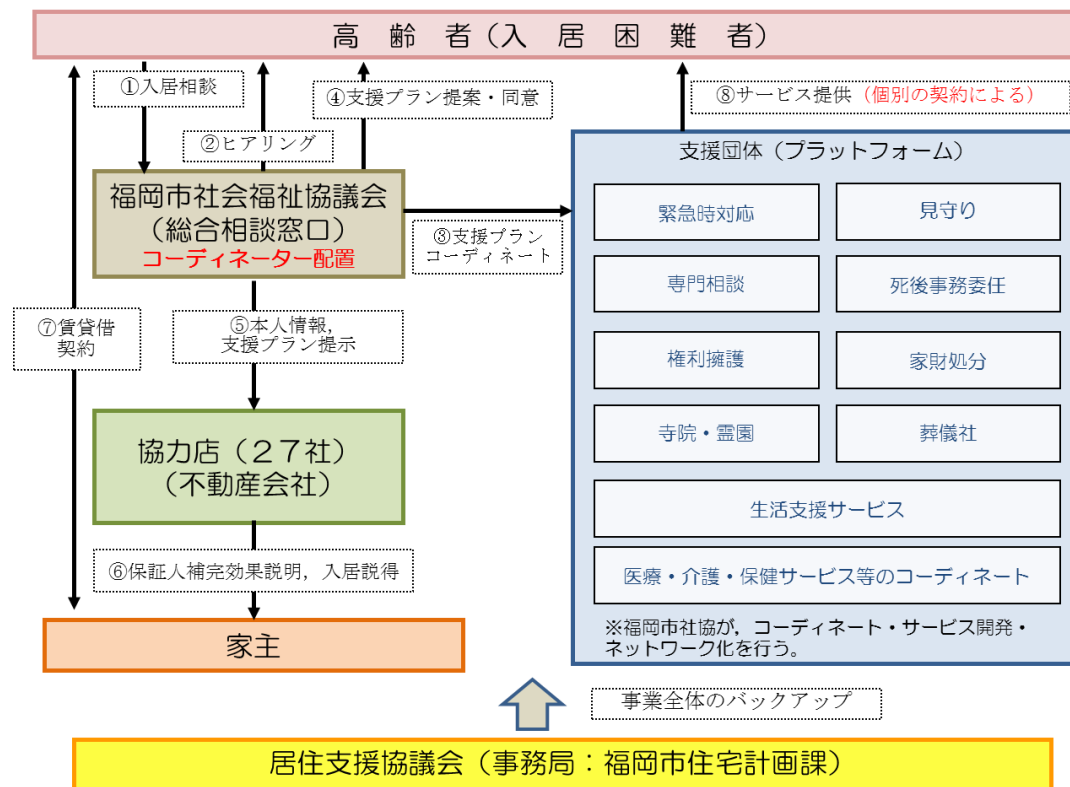 高　齢　者（入　居　困　難　者）
①入居相談
④支援プラン提案・同意
⑧サービス提供（個別の契約による）
②ヒアリング
福岡市社会福祉協議会
（総合相談窓口）
コーディネーター配置
③支援プラン
コーディネート
⑦賃貸借
契約
⑤本人情報，
支援プラン提示
協力店（２７社）
（不動産会社）
⑥保証人補完効果説明，入居説得
家主
支援団体（プラットフォーム）
緊急時対応
見守り
専門相談
死後事務委任
権利擁護
家財処分
寺院・霊園
葬儀社
生活支援サービス
医療・介護・保健サービス等のコーディネート
※福岡市社協が，コーディネート・サービス開発・
ネットワーク化を行う。
事業全体のバックアップ
居住支援協議会（事務局：福岡市住宅計画課）